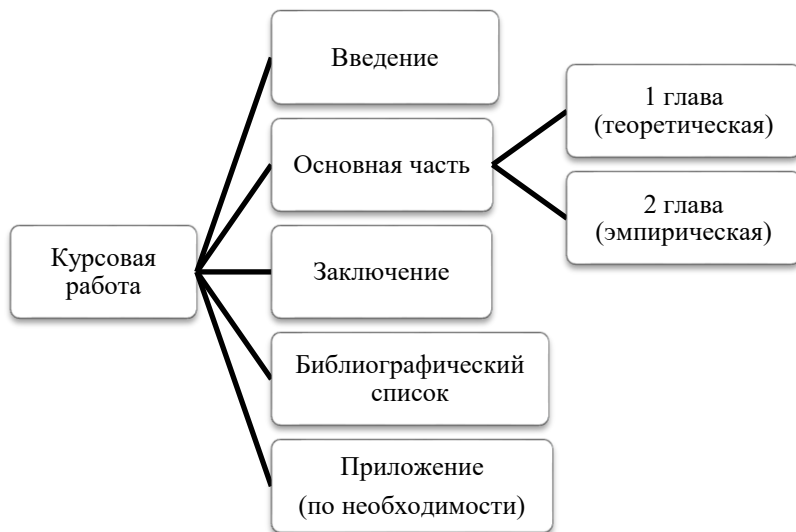 Курсовая
работа
Введение
Основная часть
1 глава
(теоретическая)
2 глава
(эмпирическая)
Заключение
Библиографический
список
Приложение
(по необходимости)